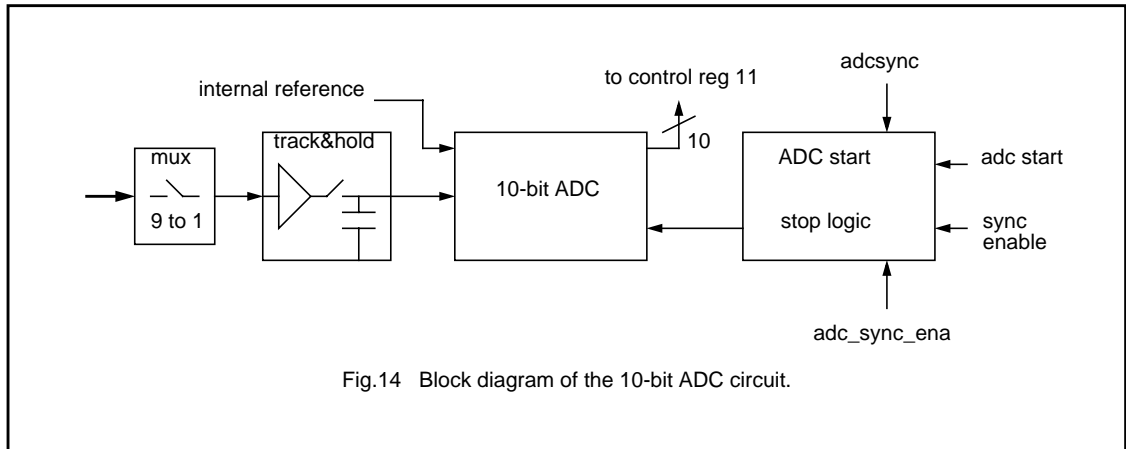 to control reg 11
adcsync
internal reference
track&hold
10
mux
ADC start
adc start
10-bit ADC
9 to 1
stop logic
sync
enable
adc_sync_ena
Fig.14 Block diagram of the 10-bit ADC circuit.